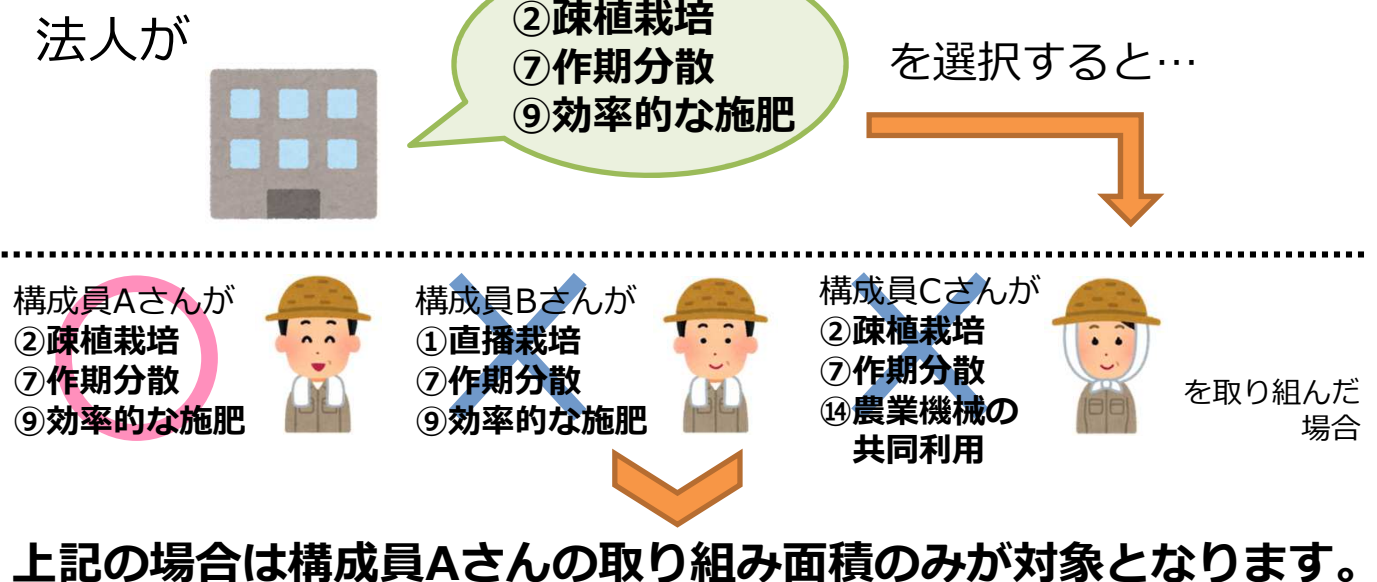 法人が
②疎植栽培
⑦作期分散
⑨効率的な施肥
を選択すると…
構成員Aさんが
②疎植栽培
⑦作期分散
⑨効率的な施肥
構成員Bさんが
①直播栽培
⑦作期分散
⑨効率的な施肥
構成員Cさんが
②疎植栽培
⑦作期分散
⑭農業機械の
共同利用
を取り組んだ
場合
上記の場合は構成員Aさんの取り組み面積のみが対象となります。